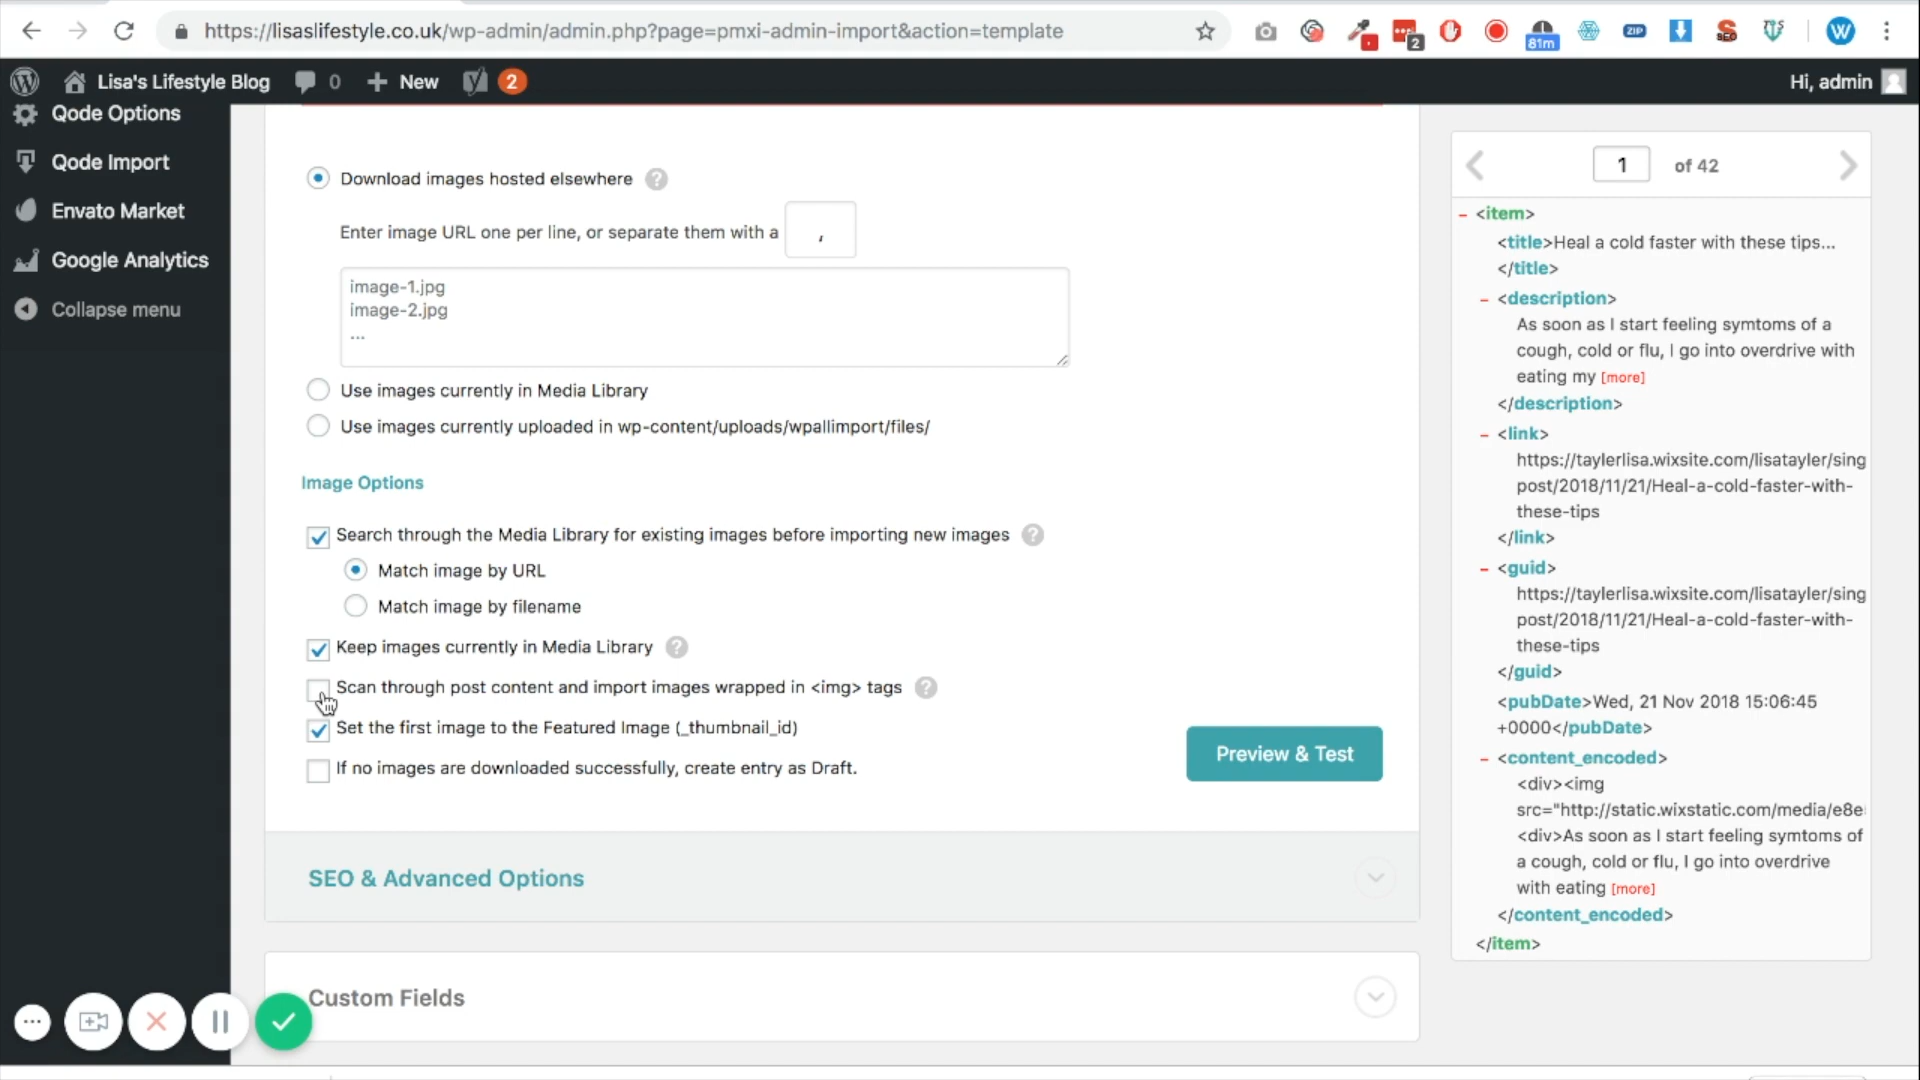 https://lisaslifestyle.co.uk/wp-admin/admin.php?page=pmxi-admin-import&action=template
2
81m
ZIP
SEO
W
Lisa's Lifestyle Blog
0
New
2
Hi, admin
Qode Options
Qode Import
Envato Market
Google Analytics
Collapse menu
Download images hosted elsewhere ?
Enter image URL one per line, or separate them with a ,
image-1.jpg
image-2.jpg
...
Use images currently in Media Library
Use images currently uploaded in wp-content/uploads/wpallimport/files/
Image Options
Search through the Media Library for existing images before importing new images ?
Match image by URL
Match image by filename
Keep images currently in Media Library ?
Scan through post content and import images wrapped in <img> tags ?
Set the first image to the Featured Image (_thumbnail_id)
If no images are downloaded successfully, create entry as Draft.
Preview & Test
SEO & Advanced Options
Custom Fields
1 of 42
− <item>
<title>Heal a cold faster with these tips...
</title>
− <description>
As soon as I start feeling symtoms of a
cough, cold or flu, I go into overdrive with
eating my [more]
</description>
− <link>
https://taylerlisa.wixsite.com/lisatayler/sing
post/2018/11/21/Heal-a-cold-faster-with-
these-tips
</link>
− <guid>
https://taylerlisa.wixsite.com/lisatayler/sing
post/2018/11/21/Heal-a-cold-faster-with-
these-tips
</guid>
<pubDate>Wed, 21 Nov 2018 15:06:45
+0000</pubDate>
− <content_encoded>
<div><img
src="http://static.wixstatic.com/media/e8e
<div>As soon as I start feeling symtoms of
a cough, cold or flu, I go into overdrive
with eating [more]
</content_encoded>
</item>